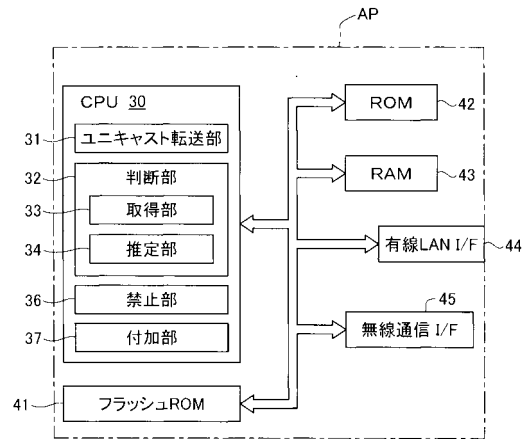 AP
CPU 30
31 ユニキャスト転送部
32 判断部
33 取得部
34 推定部
36 禁止部
37 付加部
41 フラッシュROM
ROM 42
RAM 43
有線LAN I/F 44
45
無線通信 I/F